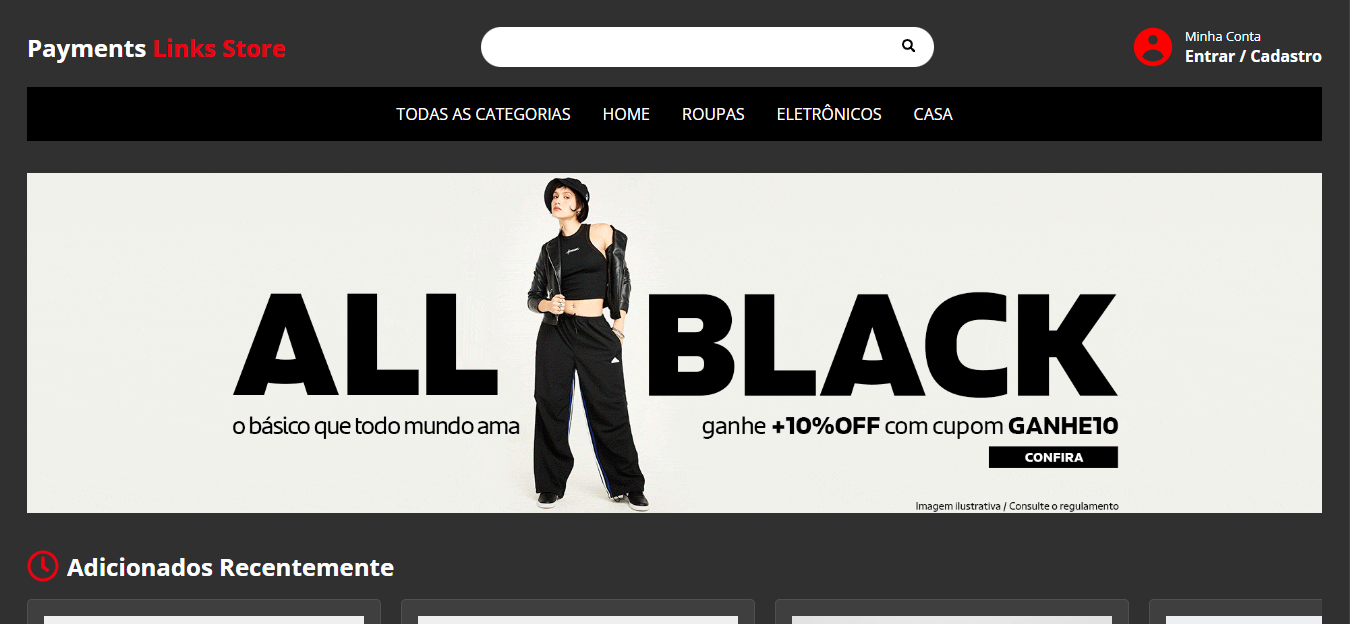 Payments Links Store
Minha Conta
Entrar / Cadastro
TODAS AS CATEGORIAS HOME ROUPAS ELETRÔNICOS CASA
ALL BLACK
o básico que todo mundo ama
ganhe +10%OFF com cupom GANHE10
CONFIRA
Imagem ilustrativa / Consulte o regulamento
Adicionados Recentemente